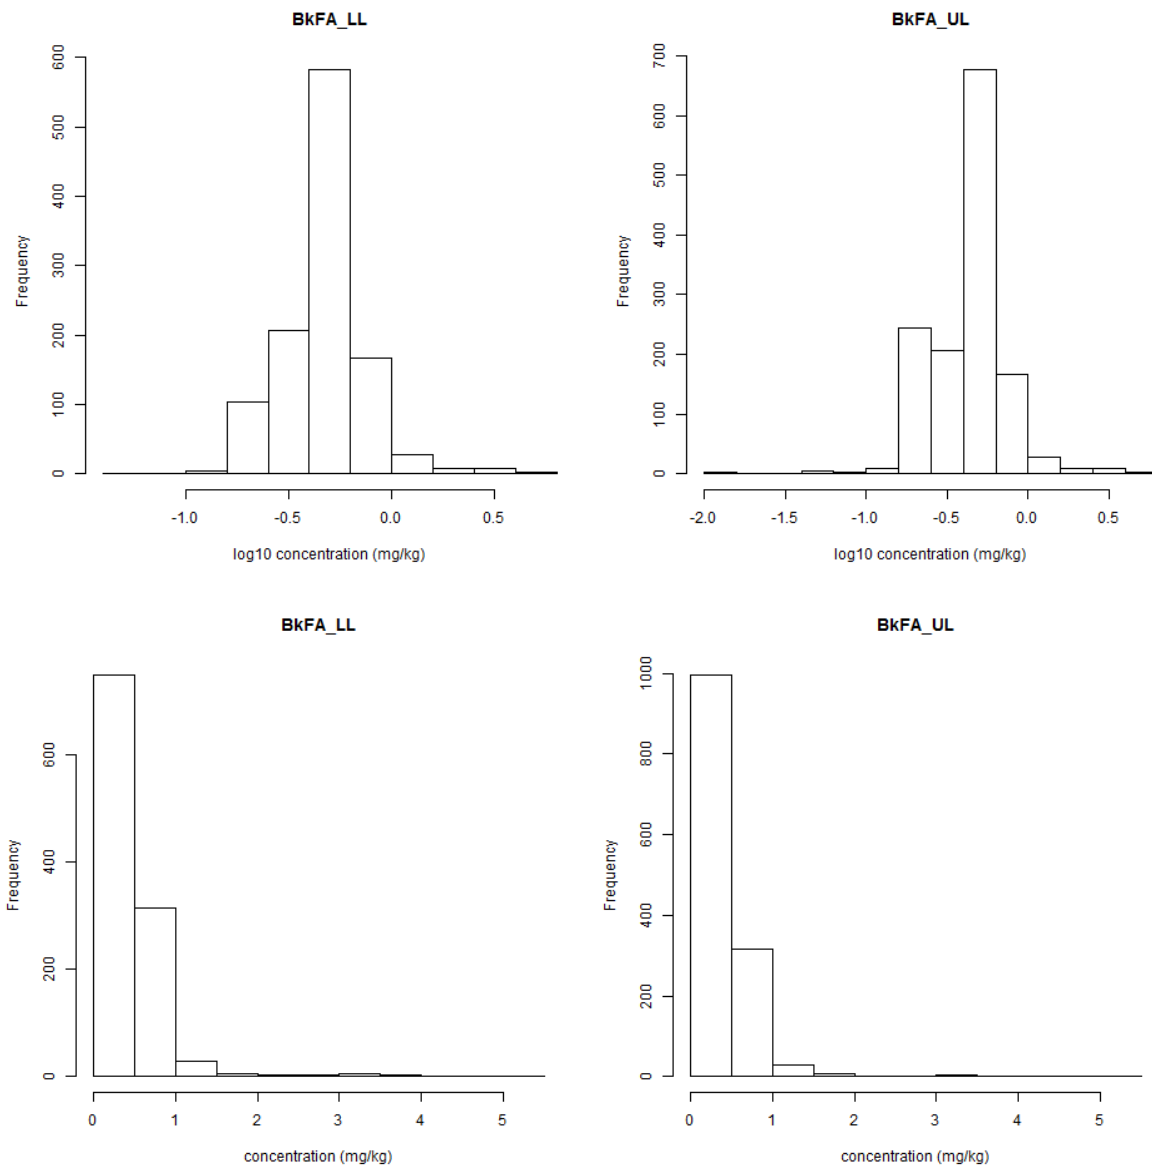 BkFA_LL
Frequency
0 100 200 300 400 500 600
-1.0 -0.5 0.0 0.5
log10 concentration (mg/kg)
BkFA_UL
Frequency
0 100 200 300 400 500 600 700
-2.0 -1.5 -1.0 -0.5 0.0 0.5
log10 concentration (mg/kg)
BkFA_LL
Frequency
0 200 400 600
0 1 2 3 4 5
concentration (mg/kg)
BkFA_UL
Frequency
0 200 400 600 800 1000
0 1 2 3 4 5
concentration (mg/kg)